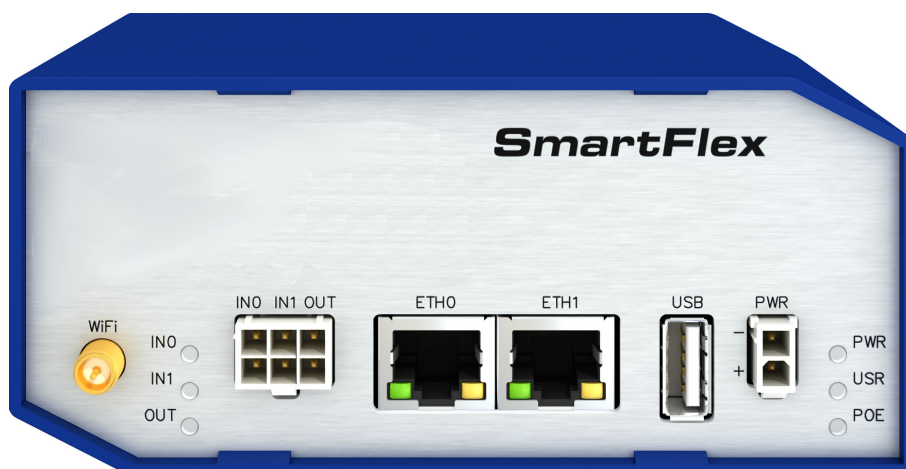 SmartFlex
IN0 IN1 OUT
ETH0
ETH1
USB
PWR
WiFi
IN0
IN1
OUT
−
+
PWR
USR
POE